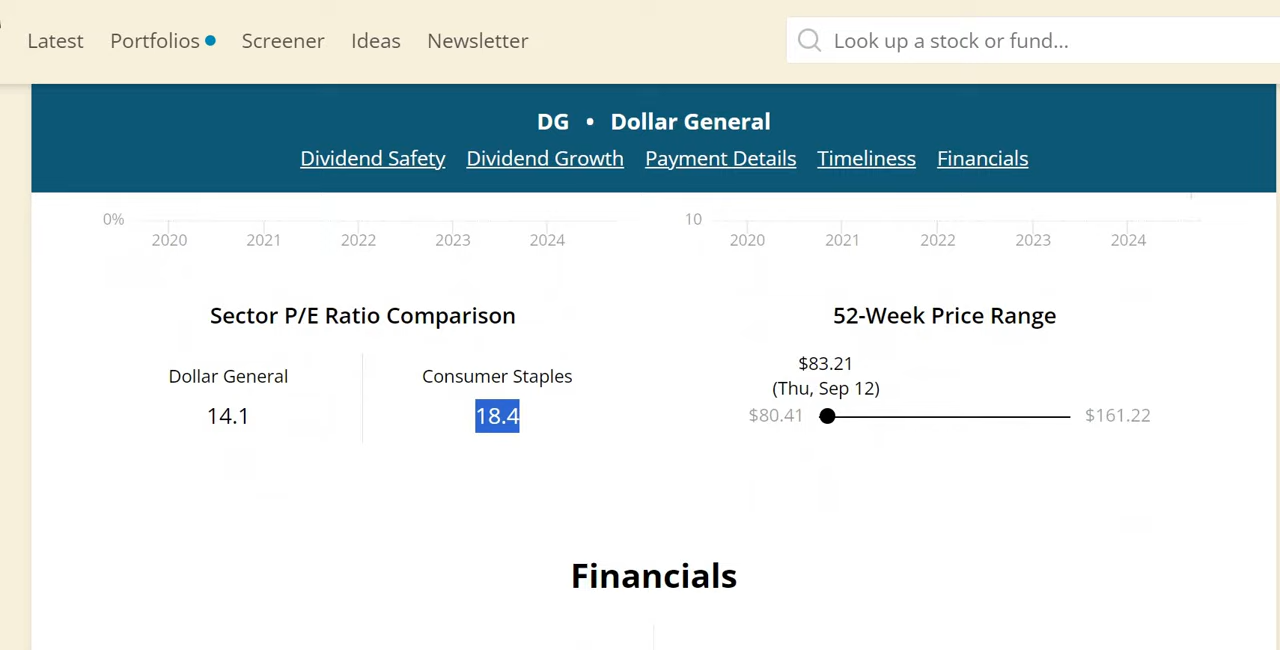 Latest Portfolios Screener Ideas Newsletter Look up a stock or fund...
DG • Dollar General
Dividend Safety Dividend Growth Payment Details Timeliness Financials
0%
2020 2021 2022 2023 2024
10
2020 2021 2022 2023 2024
Sector P/E Ratio Comparison
Dollar General Consumer Staples
14.1 18.4
52-Week Price Range
$83.21
(Thu, Sep 12)
$80.41 $161.22
Financials